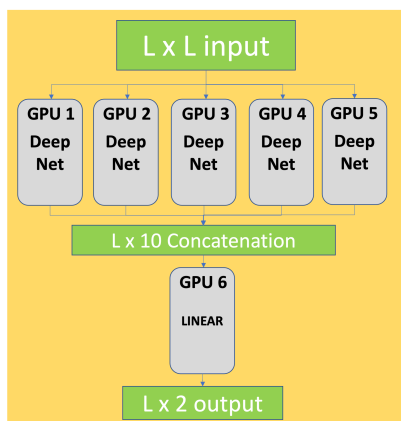 L x L input
GPU 1
Deep
Net
GPU 2
Deep
Net
GPU 3
Deep
Net
GPU 4
Deep
Net
GPU 5
Deep
Net
L x 10 Concatenation
GPU 6
LINEAR
L x 2 output